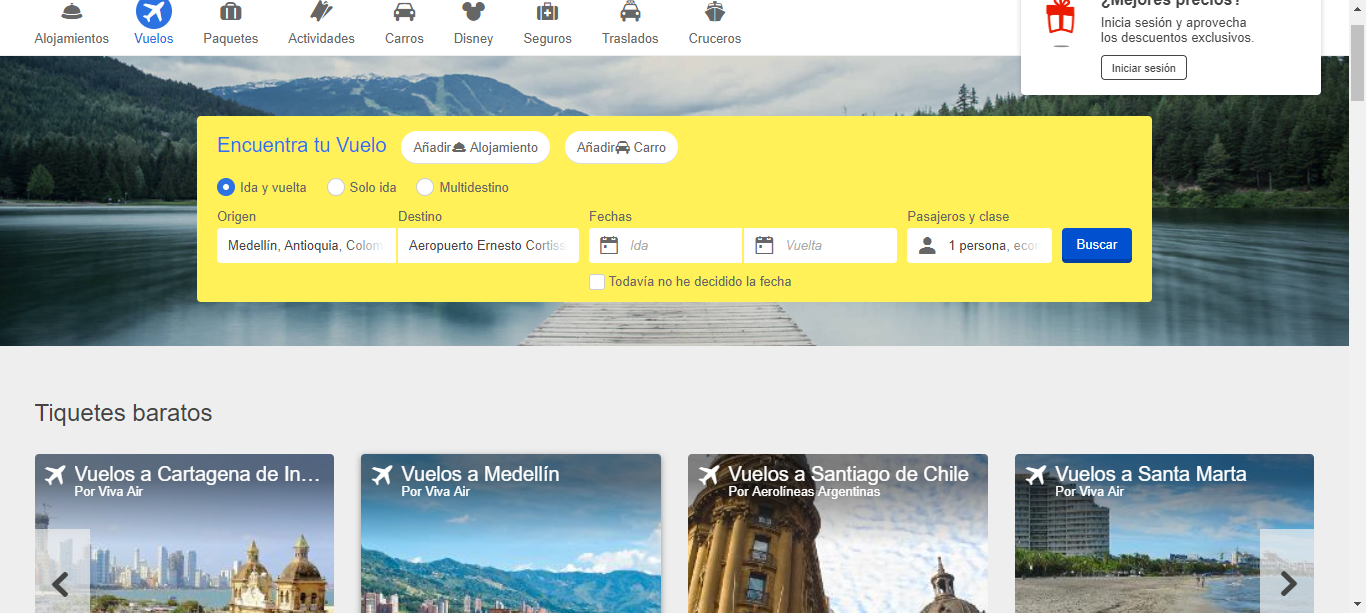 ¿Mejores precios?
Inicia sesión y aprovecha
los descuentos exclusivos.
Iniciar sesión
Alojamientos
Vuelos
Paquetes
Actividades
Carros
Disney
Seguros
Traslados
Cruceros
Encuentra tu Vuelo
Añadir Alojamiento
Añadir Carro
Ida y vuelta
Solo ida
Multidestino
Origen
Destino
Fechas
Pasajeros y clase
Medellín, Antioquia, Colom
Aeropuerto Ernesto Cortiss
Ida
Vuelta
1 persona, econ
Buscar
Todavía no he decidido la fecha
Tiquetes baratos
Vuelos a Cartagena de In...
Por Viva Air
Vuelos a Medellín
Por Viva Air
Vuelos a Santiago de Chile
Por Aerolíneas Argentinas
Vuelos a Santa Marta
Por Viva Air